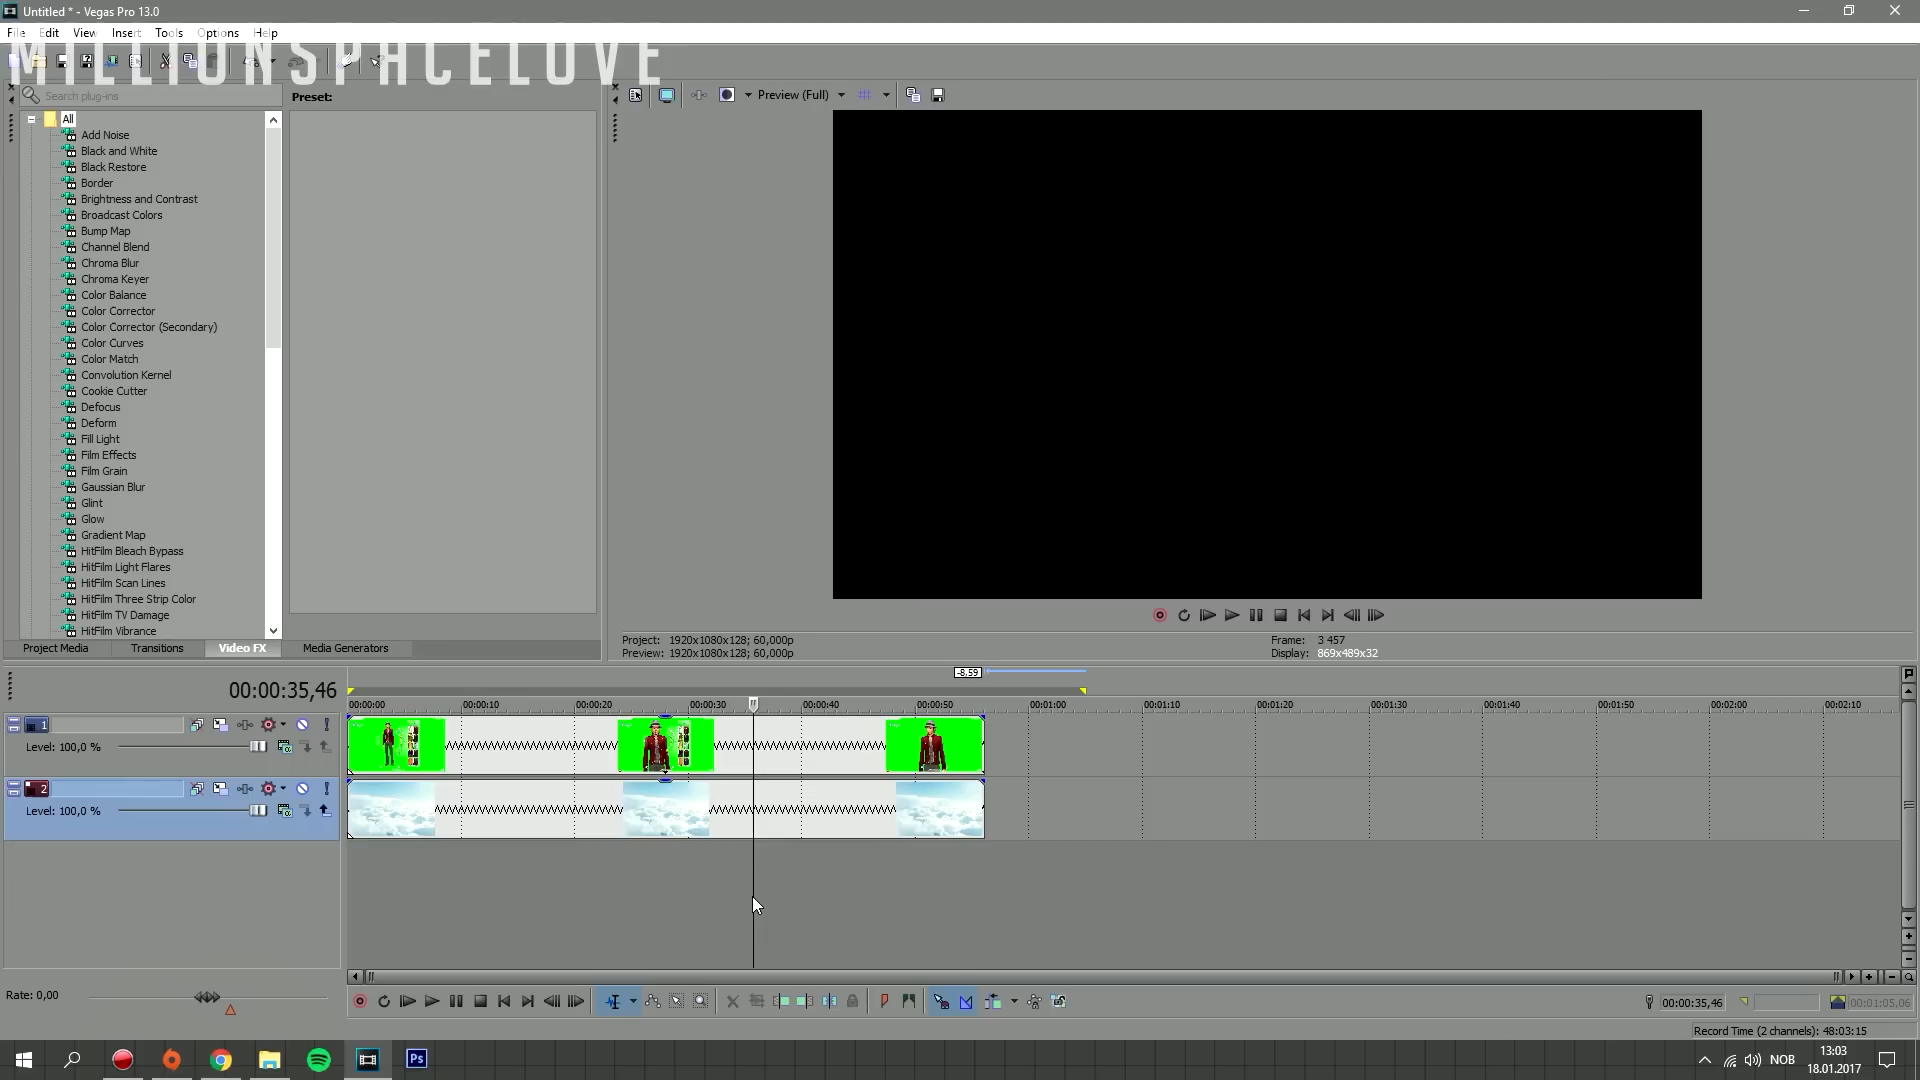 Untitled * - Vegas Pro 13.0
File Edit View Insert Tools Options Help
MILLIONSPACELOVE
Search plug-ins
Preset:
Preview (Full)
All
Add Noise
Black and White
Black Restore
Border
Brightness and Contrast
Broadcast Colors
Bump Map
Channel Blend
Chroma Blur
Chroma Keyer
Color Balance
Color Corrector
Color Corrector (Secondary)
Color Curves
Color Match
Convolution Kernel
Cookie Cutter
Defocus
Deform
Fill Light
Film Effects
Film Grain
Gaussian Blur
Glint
Glow
Gradient Map
HitFilm Bleach Bypass
HitFilm Light Flares
HitFilm Scan Lines
HitFilm Three Strip Color
HitFilm TV Damage
HitFilm Vibrance
Project Media Transitions Video FX Media Generators
Project: 1920x1080x128; 60,000p
Preview: 1920x1080x128; 60,000p
Frame: 3 457
Display: 869x489x32
-8,59
00:00:35,46
00:00:00 00:00:10 00:00:20 00:00:30 00:00:40 00:00:50 00:01:00 00:01:10 00:01:20 00:01:30 00:01:40 00:01:50 00:02:00 00:02:10
1
Level: 100,0 %
2
Level: 100,0 %
Rate: 0,00
00:00:35,46
00:01:05,06
Record Time (2 channels): 48:03:15
Ps
NOB
13:03
18.01.2017